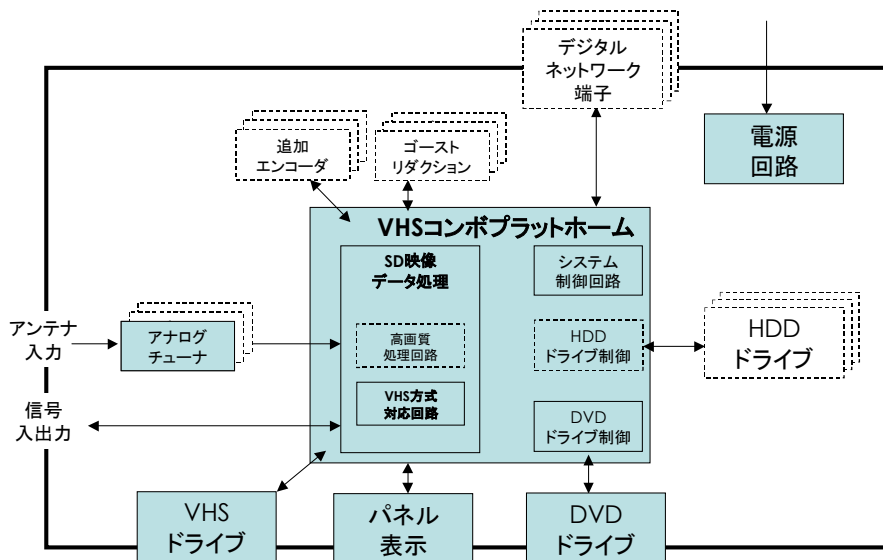 デジタル
ネットワーク
端子
電源
回路
追加
エンコーダ
ゴースト
リダクション
VHSコンボプラットホーム
SD映像
データ処理
システム
制御回路
アンテナ
入力
アナログ
チューナ
高画質
処理回路
HDD
ドライブ制御
HDD
ドライブ
VHS方式
対応回路
信号
入出力
DVD
ドライブ制御
VHS
ドライブ
パネル
表示
DVD
ドライブ